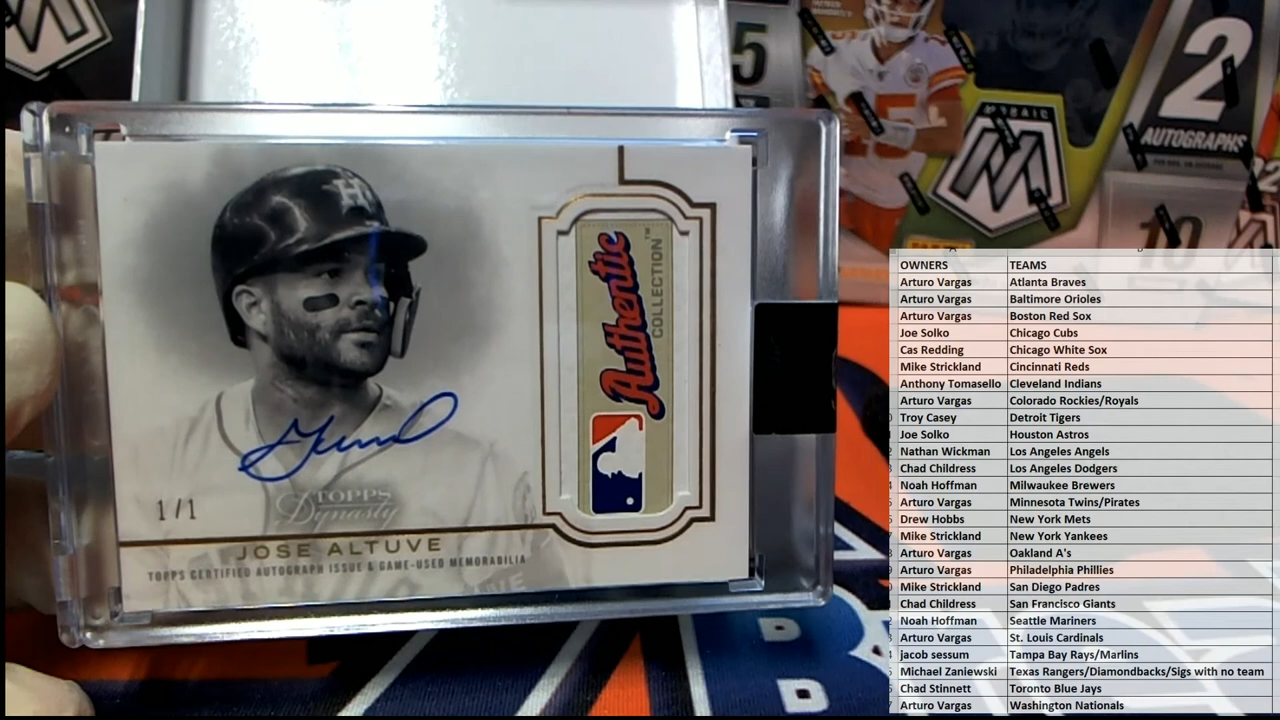 5
2
MOSAIC
AUTOGRAPHS
10
H
15
Authentic
COLLECTION™
1/1
TOPPS
Dynasty
JOSE ALTUVE
TOPPS CERTIFIED AUTOGRAPH ISSUE & GAME-USED MEMORABILIA
OWNERS TEAMS
Arturo Vargas Atlanta Braves
Arturo Vargas Baltimore Orioles
Arturo Vargas Boston Red Sox
Joe Solko Chicago Cubs
Cas Redding Chicago White Sox
Mike Strickland Cincinnati Reds
Anthony Tomasello Cleveland Indians
Arturo Vargas Colorado Rockies/Royals
Troy Casey Detroit Tigers
Joe Solko Houston Astros
Nathan Wickman Los Angeles Angels
Chad Childress Los Angeles Dodgers
Noah Hoffman Milwaukee Brewers
Arturo Vargas Minnesota Twins/Pirates
Drew Hobbs New York Mets
Mike Strickland New York Yankees
Arturo Vargas Oakland A's
Arturo Vargas Philadelphia Phillies
Mike Strickland San Diego Padres
Chad Childress San Francisco Giants
Noah Hoffman Seattle Mariners
Arturo Vargas St. Louis Cardinals
jacob sessum Tampa Bay Rays/Marlins
Michael Zaniewski Texas Rangers/Diamondbacks/Sigs with no team
Chad Stinnett Toronto Blue Jays
Arturo Vargas Washington Nationals